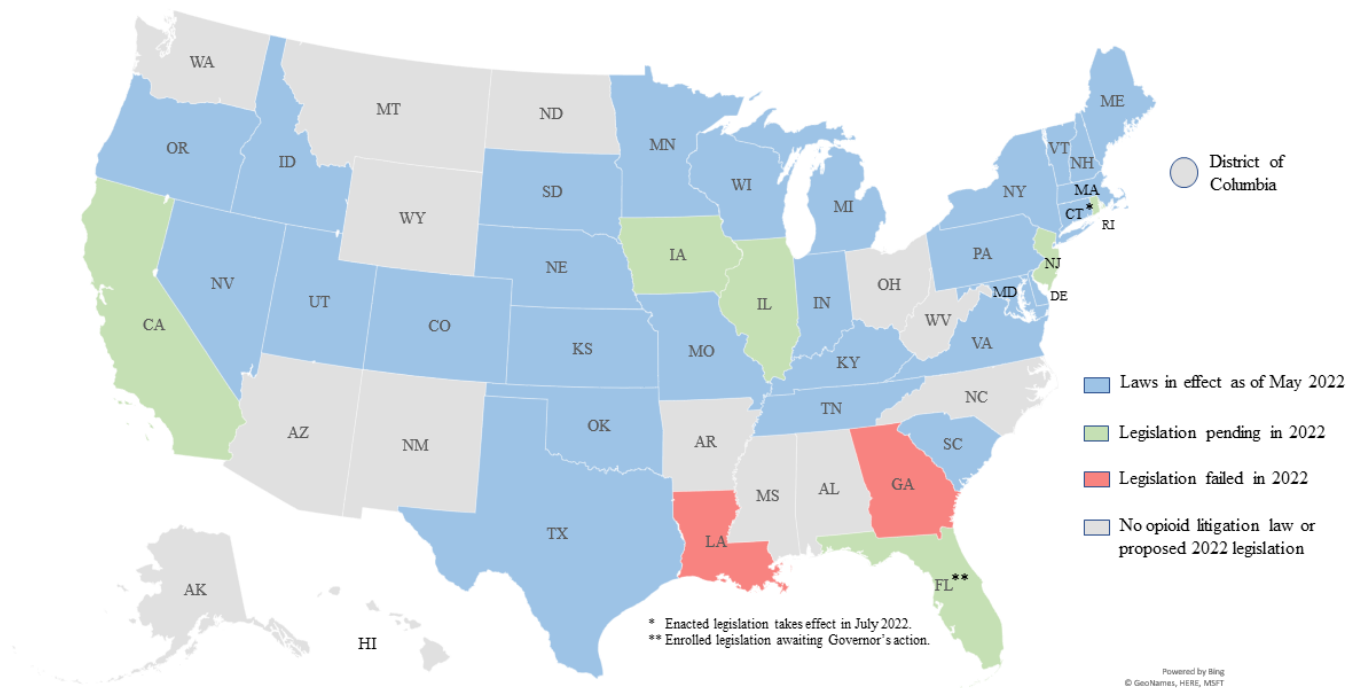 WA
MT
ND
MN
ME
OR
ID
SD
WI
VT
NH
MI
NY
MA
CT*
RI
District of
Columbia
WY
IA
NE
PA
NJ
NV
UT
CO
IL
IN
OH
MD
DE
CA
KS
MO
WV
KY
VA
Laws in effect as of May 2022
AZ
NM
OK
TN
NC
AR
SC
Legislation pending in 2022
TX
LA
MS
AL
GA
Legislation failed in 2022
No opioid litigation law or
proposed 2022 legislation
FL**
AK
HI
* Enacted legislation takes effect in July 2022.
** Enrolled legislation awaiting Governor's action.
Powered by Bing
© GeoNames, HERE, MSFT